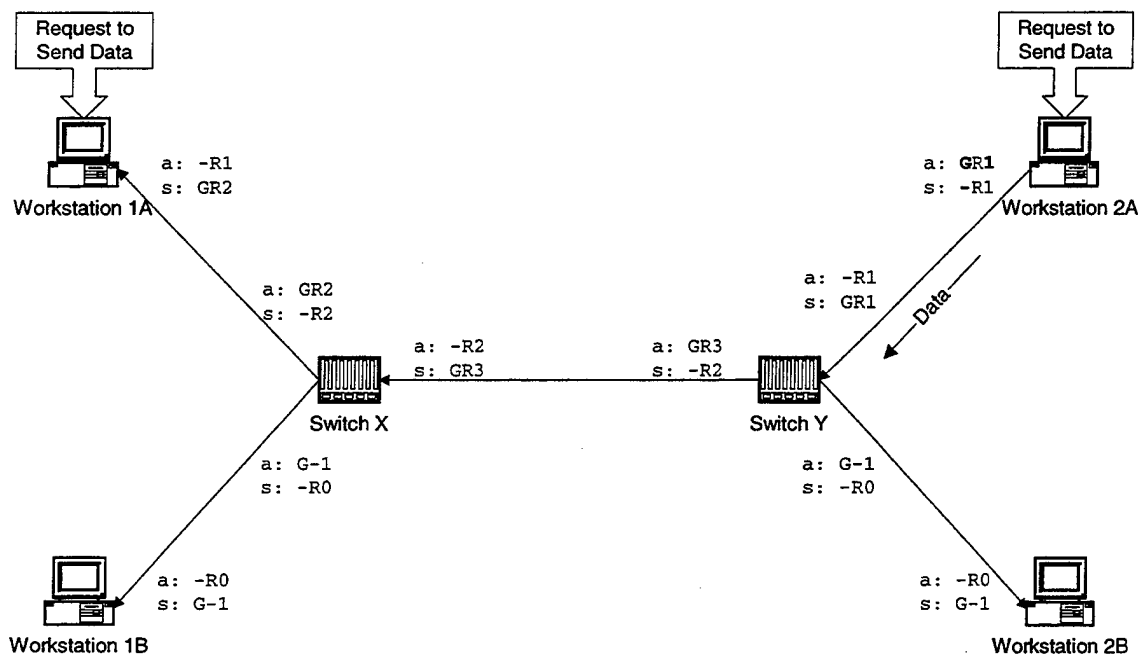 Request to
Send Data
Request to
Send Data
a: -R1
s: GR2
Workstation 1A
a: GR1
s: -R1
Workstation 2A
a: GR2
s: -R2
a: -R1
s: GR1
Data
a: -R2
s: GR3
a: GR3
s: -R2
Switch X
Switch Y
a: G-1
s: -R0
a: G-1
s: -R0
a: -R0
s: G-1
Workstation 1B
a: -R0
s: G-1
Workstation 2B